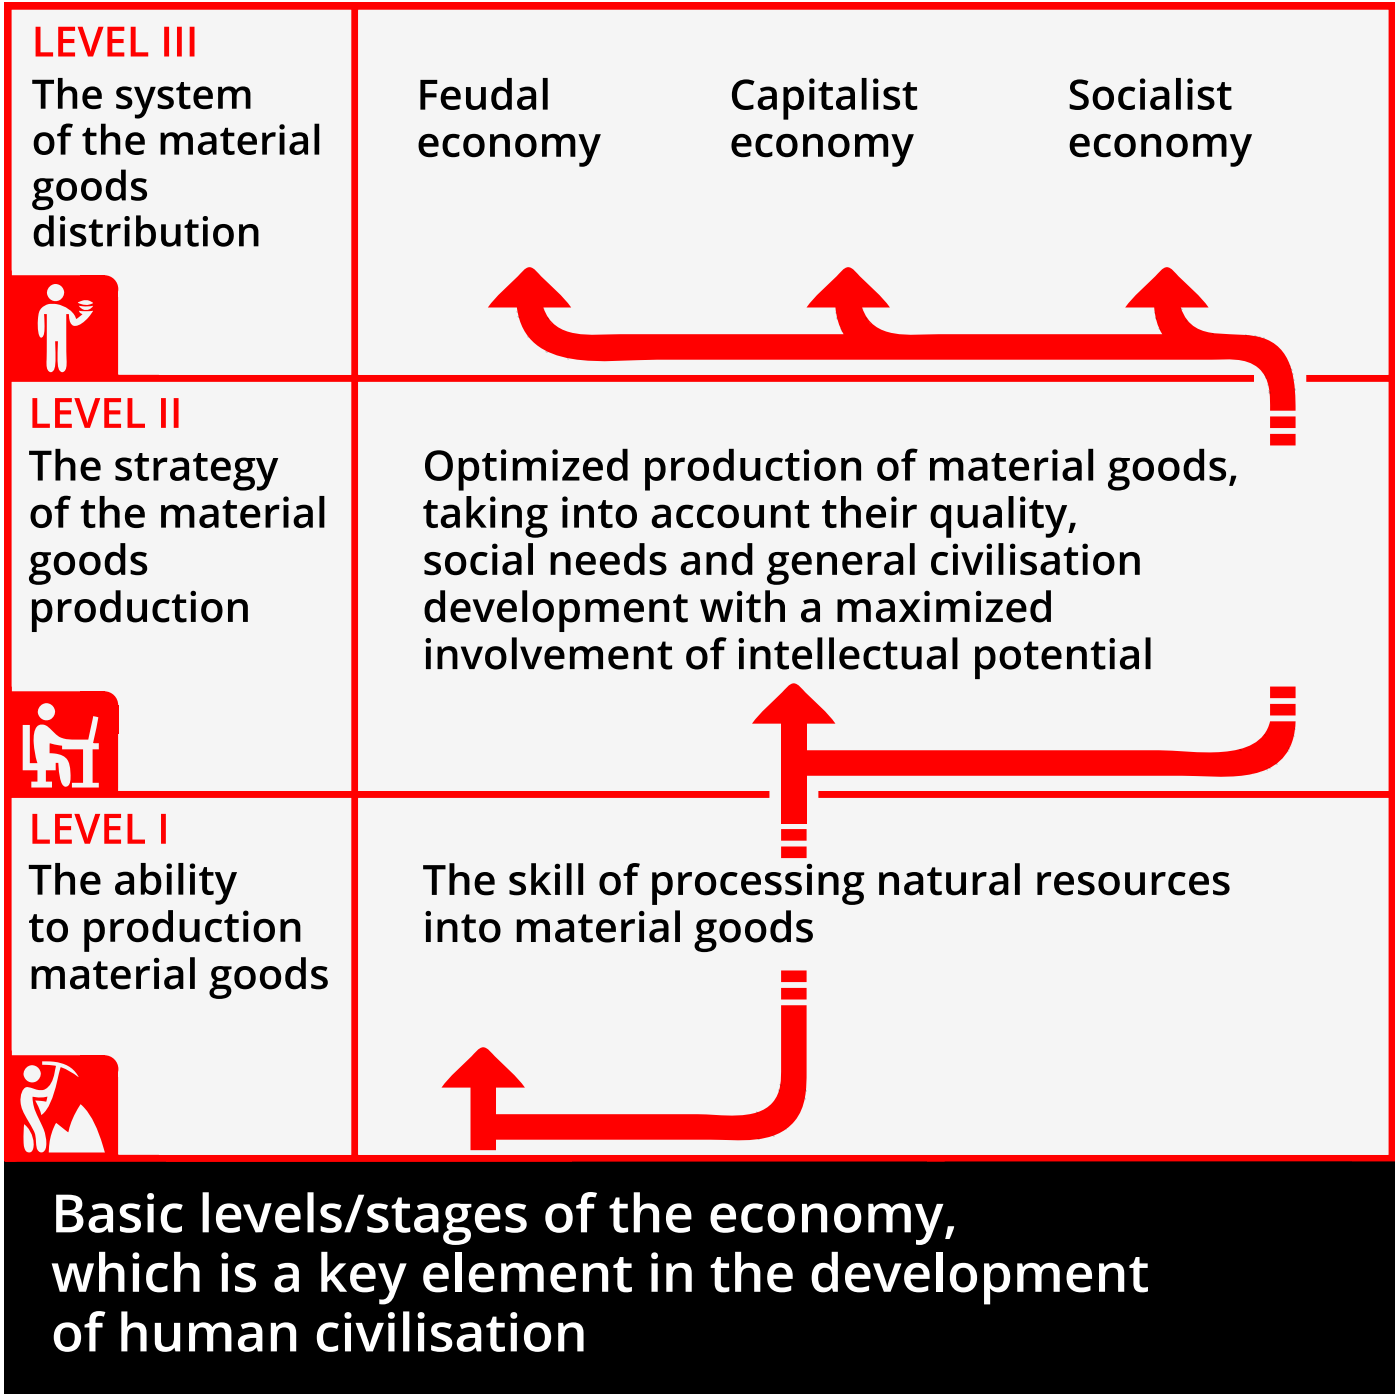 LEVEL III
The system
of the material
goods
distribution
Feudal
economy
Capitalist
economy
Socialist
economy
LEVEL II
The strategy
of the material
goods
production
Optimized production of material goods,
taking into account their quality,
social needs and general civilisation
development with a maximized
involvement of intellectual potential
LEVEL I
The ability
to production
material goods
The skill of processing natural resources
into material goods
Basic levels/stages of the economy,
which is a key element in the development
of human civilisation